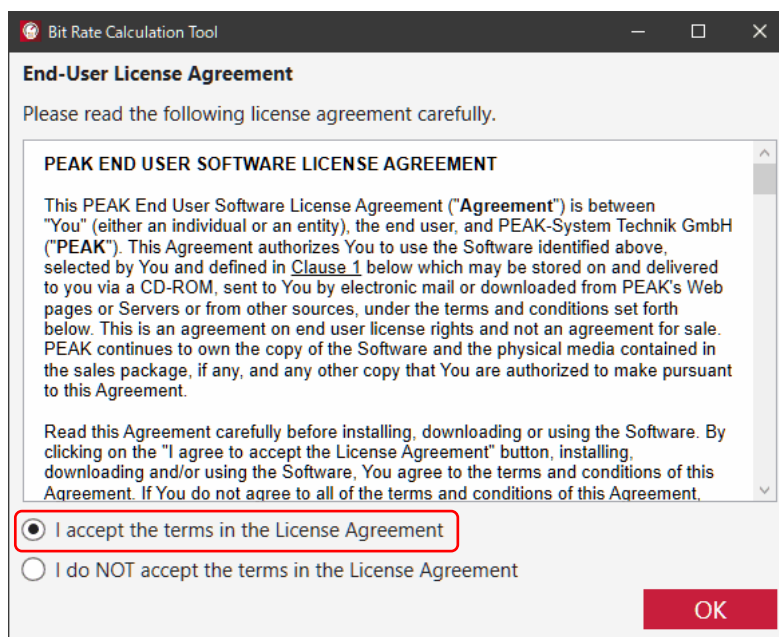 Bit Rate Calculation Tool
End-User License Agreement
Please read the following license agreement carefully.
PEAK END USER SOFTWARE LICENSE AGREEMENT
This PEAK End User Software License Agreement ("Agreement") is between
"You" (either an individual or an entity), the end user, and PEAK-System Technik GmbH
("PEAK"). This Agreement authorizes You to use the Software identified above,
selected by You and defined in Clause 1 below which may be stored on and delivered
to you via a CD-ROM, sent to You by electronic mail or downloaded from PEAK's Web
pages or Servers or from other sources, under the terms and conditions set forth
below. This is an agreement on end user license rights and not an agreement for sale.
PEAK continues to own the copy of the Software and the physical media contained in
the sales package, if any, and any other copy that You are authorized to make pursuant
to this Agreement.
Read this Agreement carefully before installing, downloading or using the Software. By
clicking on the "I agree to accept the License Agreement" button, installing,
downloading and/or using the Software, You agree to the terms and conditions of this
Agreement. If You do not agree to all of the terms and conditions of this Agreement,
I accept the terms in the License Agreement
I do NOT accept the terms in the License Agreement
OK